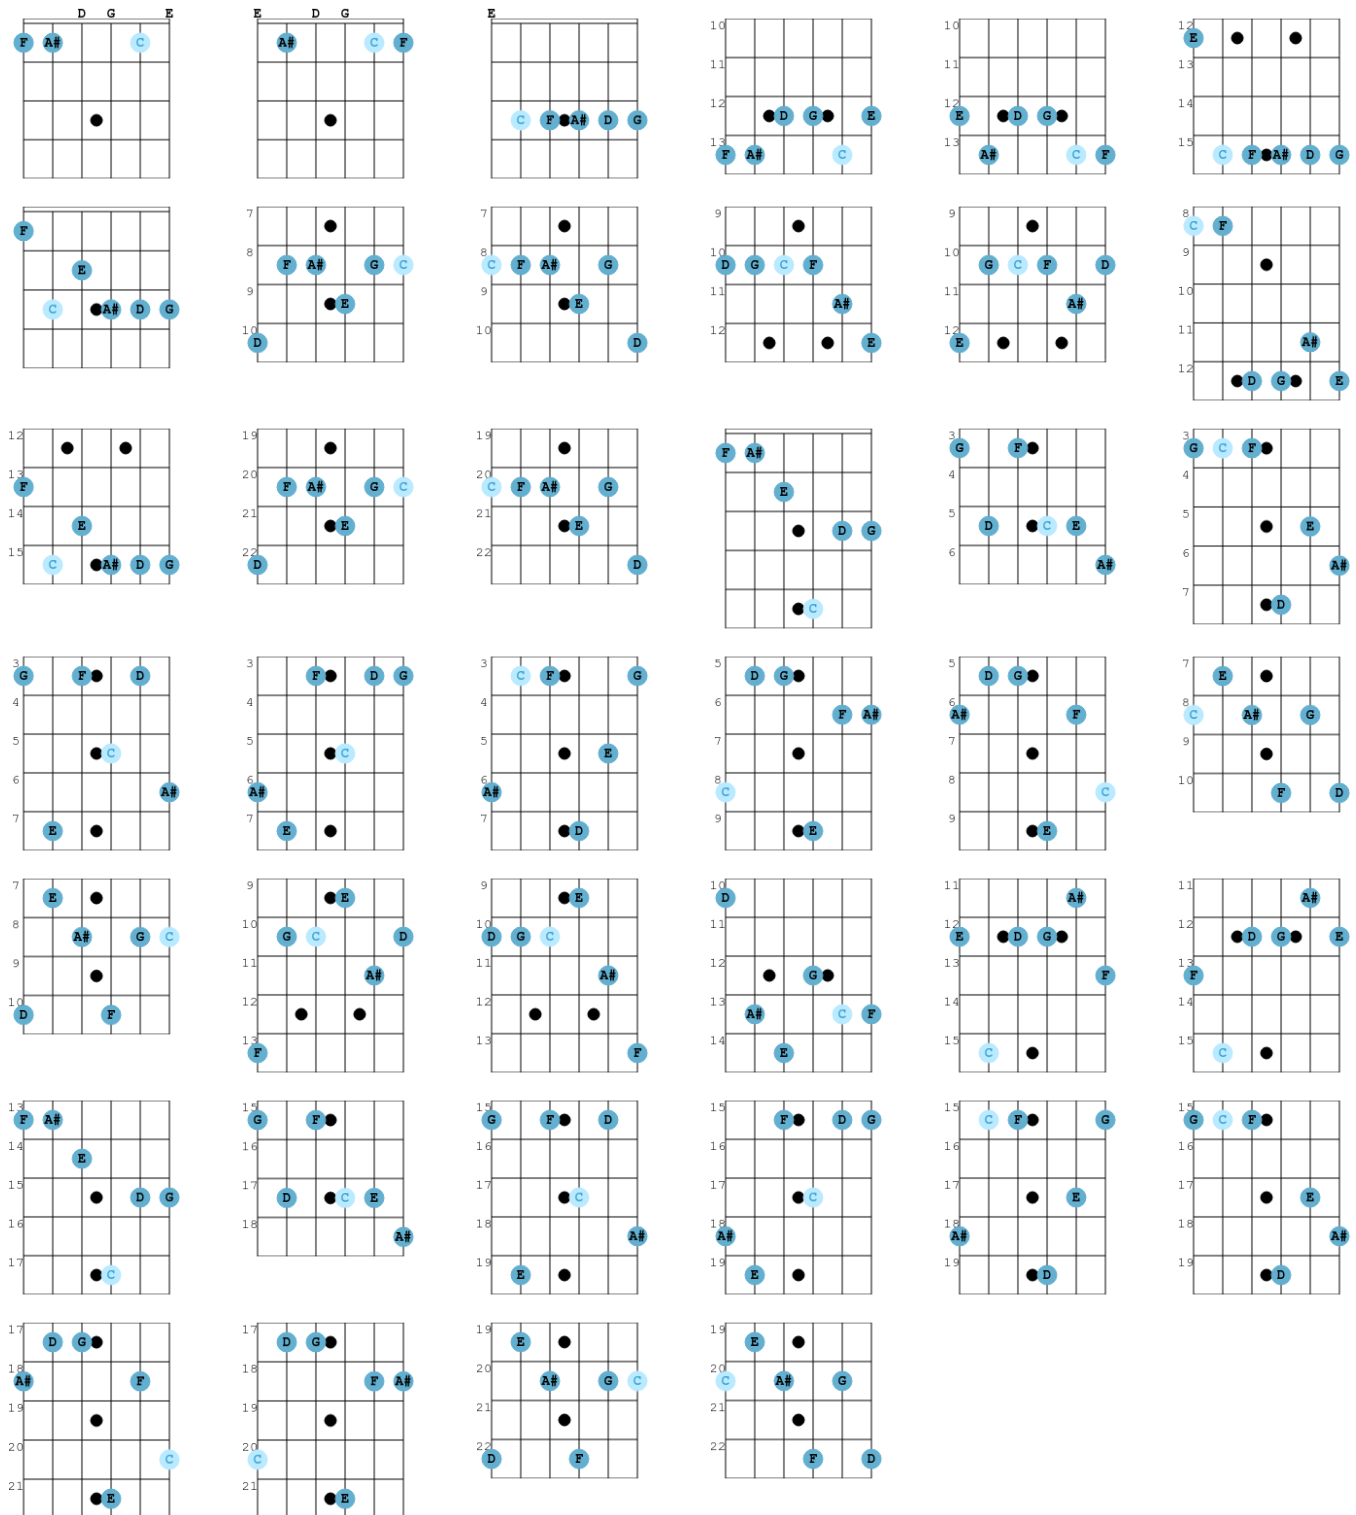 D G E E D G E
F A# C
A# C F
C F A# D G
10
11
12
13
D G E
F A# C
10
11
12
13
E D G
A# C F
12
13
14
15
E
C F A# D G
F
E
C A# D G
7
8
9
10
F A# G C
E
D
7
8
9
10
C F A# G
E
D
9
10
11
12
D G C F
A#
E
9
10
11
12
G C F D
A#
E
8
9
10
11
12
C F
A#
D G E
12
13
14
15
F
E
C A# D G
19
20
21
22
F A# G C
E
D
19
20
21
22
C F A# G
E
D
F A#
E
D G
C
3
4
5
6
G F
D C E
A#
3
4
5
6
7
G C F
E
A#
D
3
4
5
6
7
G F D
C
A#
E
3
4
5
6
7
F D G
C
A#
E
3
4
5
6
7
C F G
E
A#
D
5
6
7
8
9
D G
F A#
C
E
5
6
7
8
9
D G
A# F
C
E
7
8
9
10
E
C A# G
F D
7
8
9
10
E
A# G C
D F
9
10
11
12
13
E
G C D
A#
F
9
10
11
12
13
E
D G C
A#
F
10
11
12
13
14
D
G
A# C F
E
11
12
13
14
15
A#
E D G
F
C
11
12
13
14
15
A#
D G E
F
C
13
14
15
16
17
F A#
E
D G
C
15
16
17
18
G F
D C E
A#
15
16
17
18
19
G F D
C
A#
E
15
16
17
18
19
F D G
C
A#
E
15
16
17
18
19
C F G
E
A#
D
15
16
17
18
19
G C F
E
A#
D
17
18
19
20
21
D G
A# F
C
E
17
18
19
20
21
D G
F A#
C
E
19
20
21
22
E
A# G C
D F
19
20
21
22
E
C A# G
F D